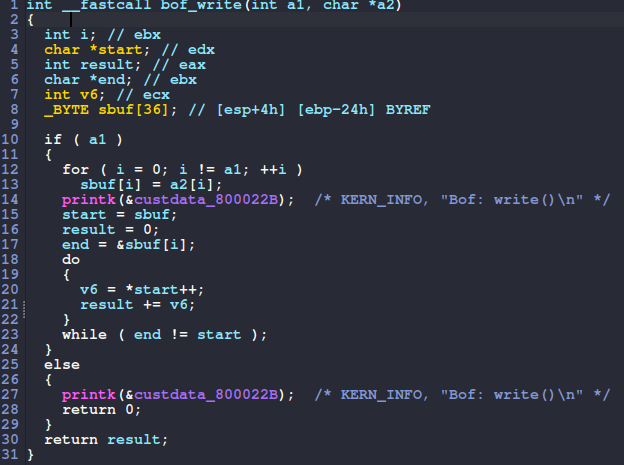 1 int __fastcall bof_write(int a1, char *a2)
2 {
3 int i; // ebx
4 char *start; // edx
5 int result; // eax
6 char *end; // ebx
7 int v6; // ecx
8 _BYTE sbuf[36]; // [esp+4h] [ebp-24h] BYREF
9
10 if ( a1 )
11 {
12 for ( i = 0; i != a1; ++i )
13 sbuf[i] = a2[i];
14 printk(&custdata_800022B); /* KERN_INFO, "Bof: write()\n" */
15 start = sbuf;
16 result = 0;
17 end = &sbuf[i];
18 do
19 {
20 v6 = *start++;
21 result += v6;
22 }
23 while ( end != start );
24 }
25 else
26 {
27 printk(&custdata_800022B); /* KERN_INFO, "Bof: write()\n" */
28 return 0;
29 }
30 return result;
31 }